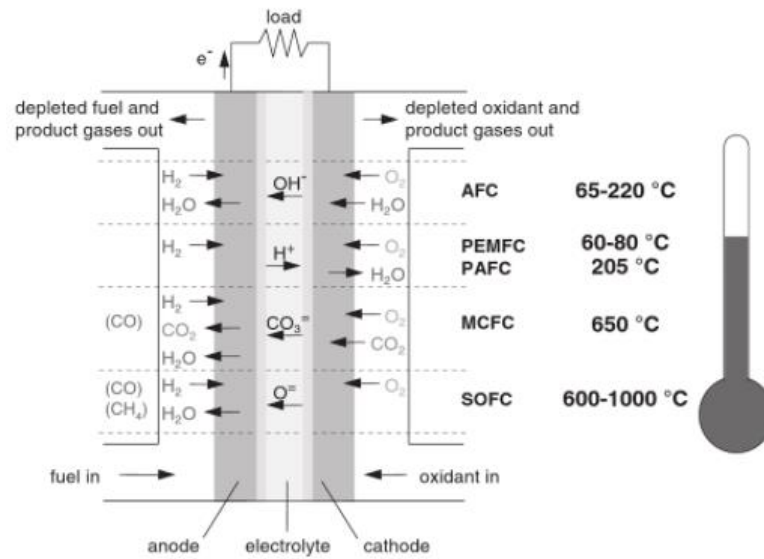 load
e⁻
depleted fuel and
product gases out
depleted oxidant and
product gases out
H₂
OH⁻
O₂
AFC
65-220 °C
H₂O
H₂O
H₂
H⁺
O₂
PEMFC
60-80 °C
PAFC
205 °C
H₂O
H₂
(CO)
CO₂
CO₃⁼
O₂
MCFC
650 °C
CO₂
H₂O
(CO)
H₂
O⁼
O₂
(CH₄)
H₂O
SOFC
600-1000 °C
fuel in
oxidant in
anode
electrolyte
cathode